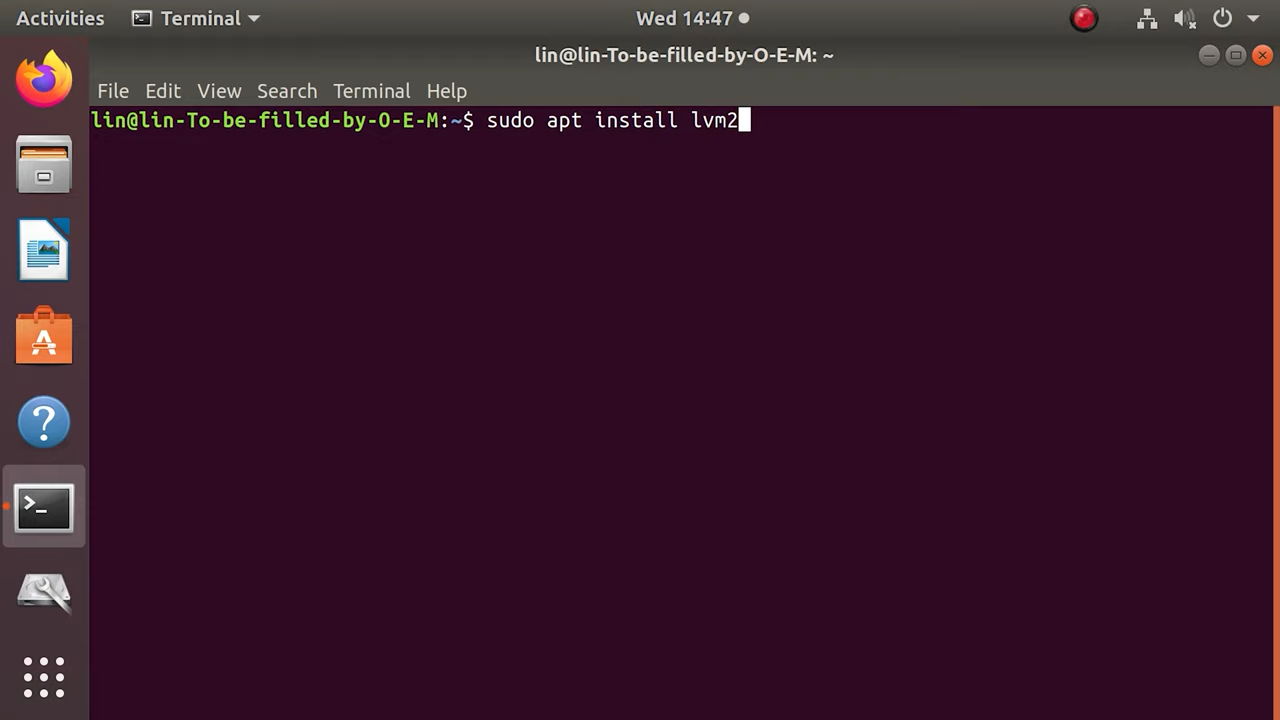 Activities Terminal Wed 14:47
lin@lin-To-be-filled-by-O-E-M: ~
File Edit View Search Terminal Help
lin@lin-To-be-filled-by-O-E-M:~$ sudo apt install lvm2